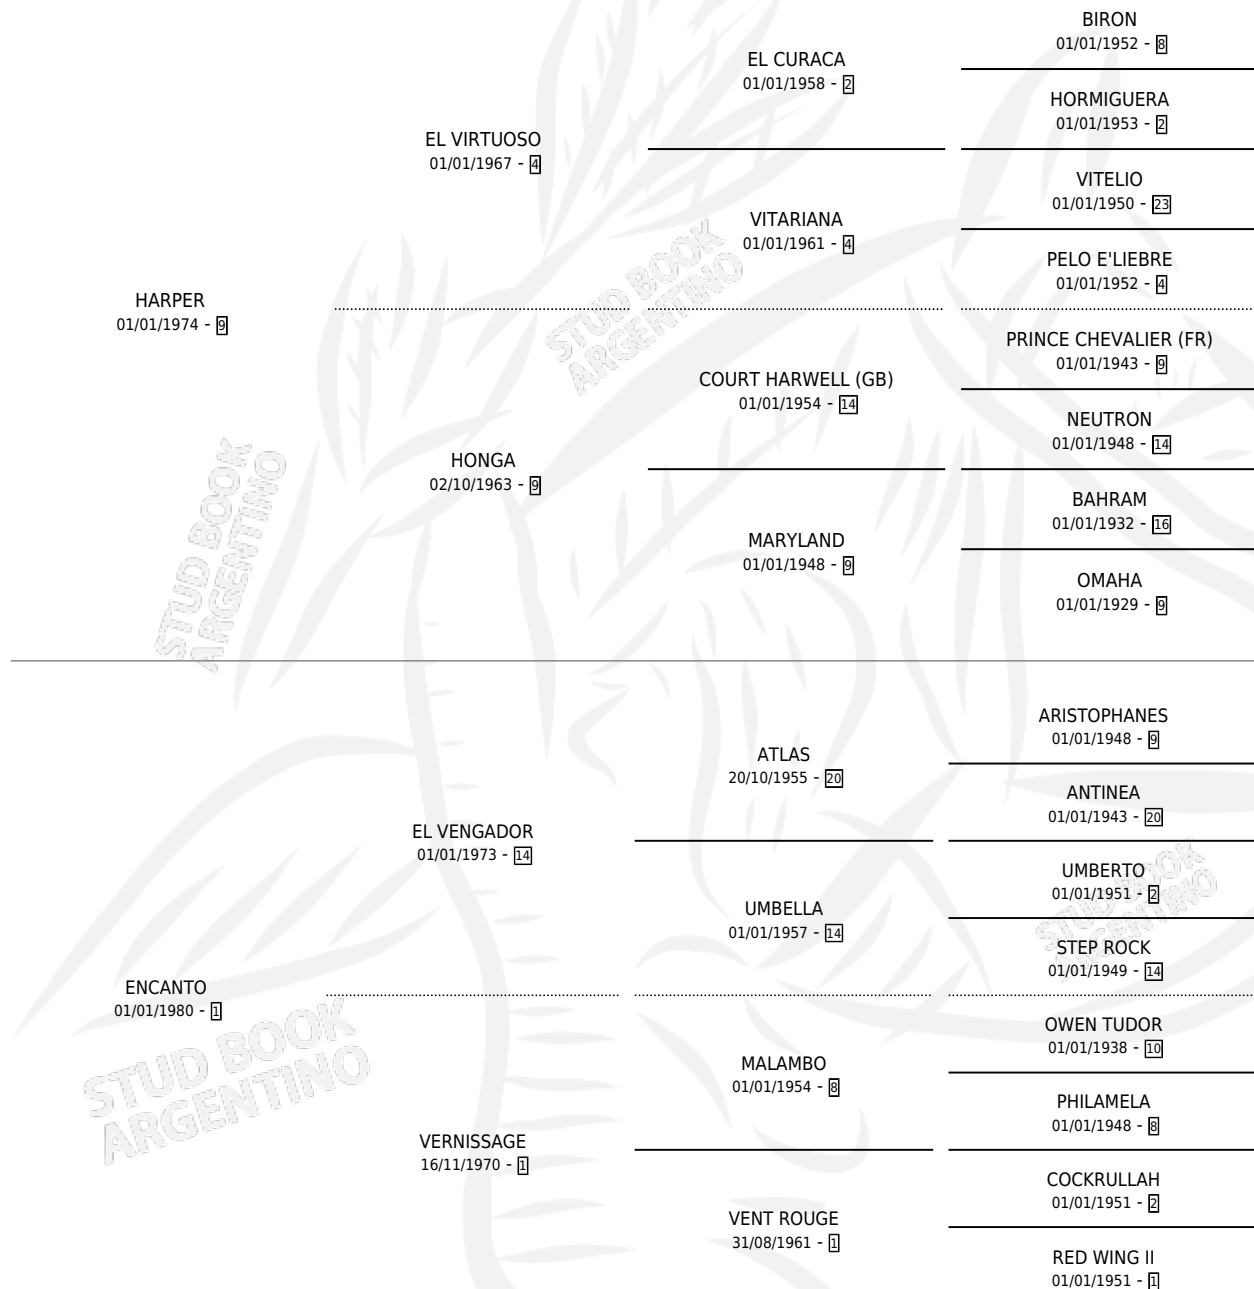 BIRON
01/01/1952 - 8
EL CURACA
01/01/1958 - 2
HORMIGUERA
01/01/1953 - 2
EL VIRTUOSO
01/01/1967 - 4
VITELIO
01/01/1950 - 23
VITARIANA
01/01/1961 - 4
PELO E'LIEBRE
01/01/1952 - 4
HARPER
01/01/1974 - 9
PRINCE CHEVALIER (FR)
01/01/1943 - 9
COURT HARWELL (GB)
01/01/1954 - 14
NEUTRON
01/01/1948 - 14
HONGA
02/10/1963 - 9
BAHRAM
01/01/1932 - 16
MARYLAND
01/01/1948 - 9
OMAHA
01/01/1929 - 9
ARISTOPHANES
01/01/1948 - 9
ATLAS
20/10/1955 - 20
ANTINEA
01/01/1943 - 20
EL VENGADOR
01/01/1973 - 14
UMBERTO
01/01/1951 - 2
UMBELLA
01/01/1957 - 14
STEP ROCK
01/01/1949 - 14
ENCANTO
01/01/1980 - 1
OWEN TUDOR
01/01/1938 - 10
MALAMBO
01/01/1954 - 8
PHILAMELA
01/01/1948 - 8
VERNISSAGE
16/11/1970 - 1
COCKRULLAH
01/01/1951 - 2
VENT ROUGE
31/08/1961 - 1
RED WING II
01/01/1951 - 1
STUD BOOK
ARGENTINO
STUD BOOK
ARGENTINO
STUD BOOK
ARGENTINO
STUD BOOK
ARGENTINO